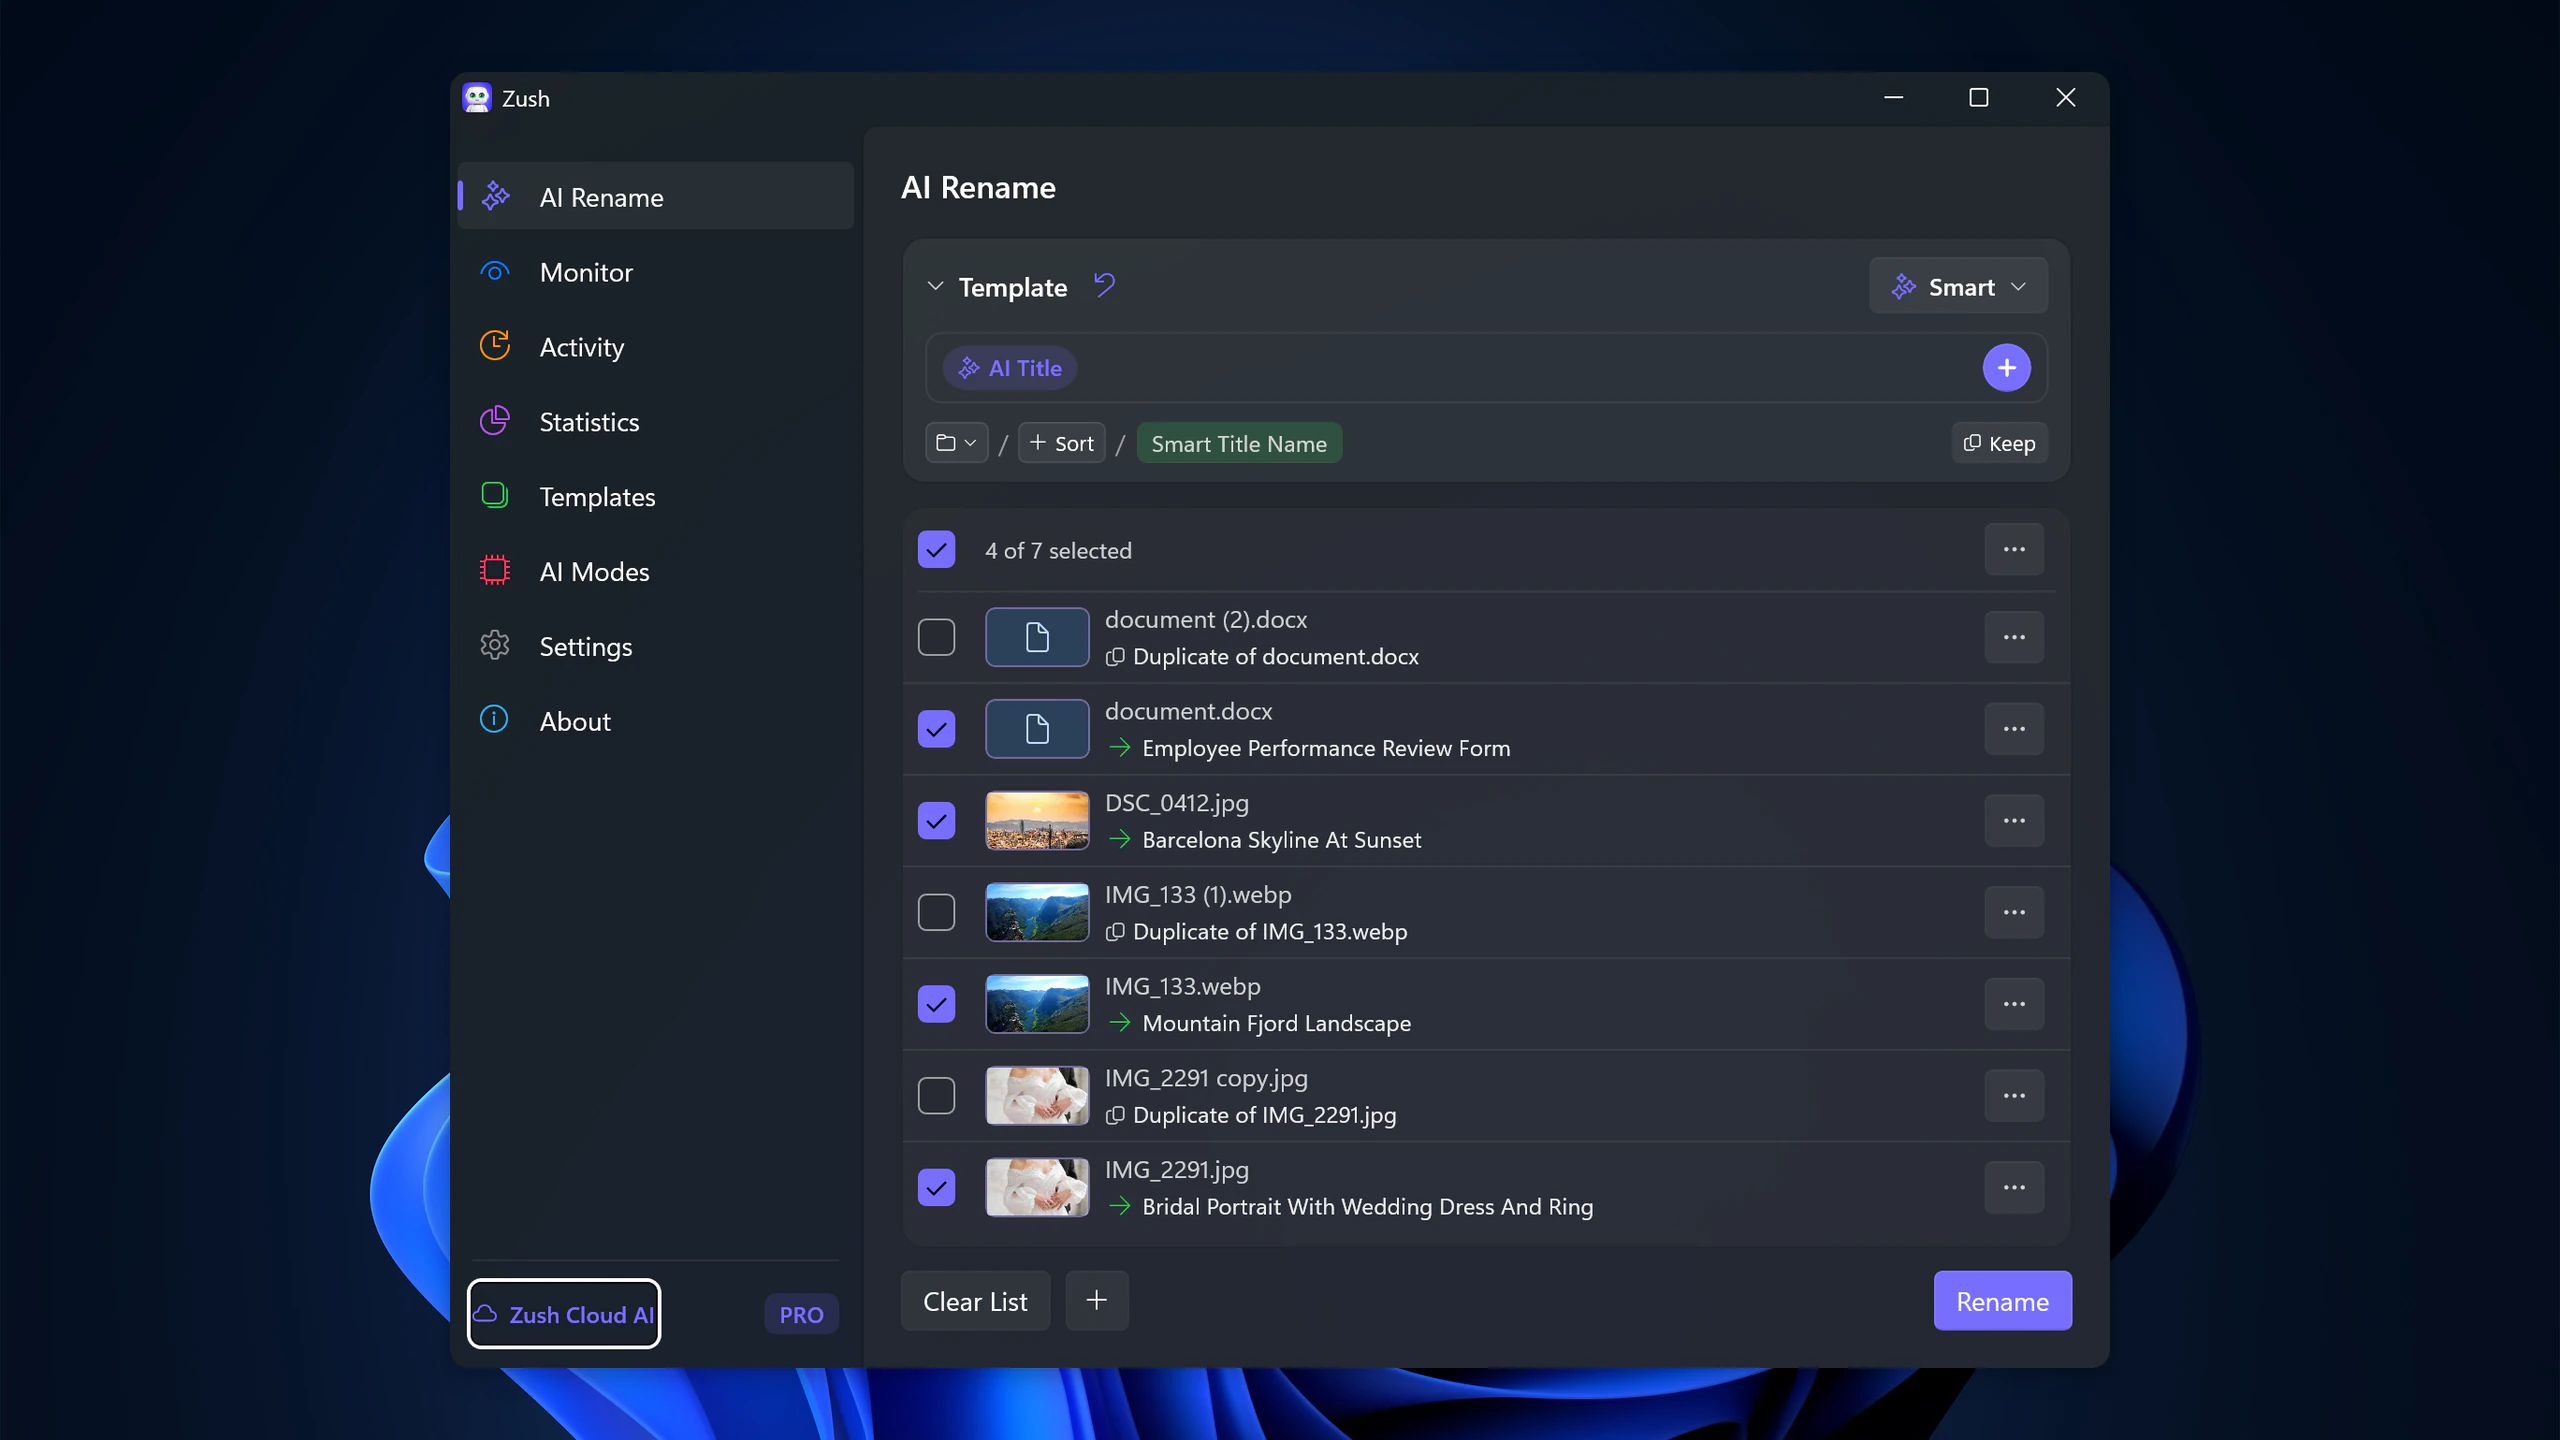 Zush
AI Rename
Monitor
Activity
Statistics
Templates
AI Modes
Settings
About
Zush Cloud AI
PRO
AI Rename
Template
Smart
AI Title
/ + Sort / Smart Title Name
Keep
4 of 7 selected
document (2).docx
Duplicate of document.docx
document.docx
→ Employee Performance Review Form
DSC_0412.jpg
→ Barcelona Skyline At Sunset
IMG_133 (1).webp
Duplicate of IMG_133.webp
IMG_133.webp
→ Mountain Fjord Landscape
IMG_2291 copy.jpg
Duplicate of IMG_2291.jpg
IMG_2291.jpg
→ Bridal Portrait With Wedding Dress And Ring
Clear List
+
Rename